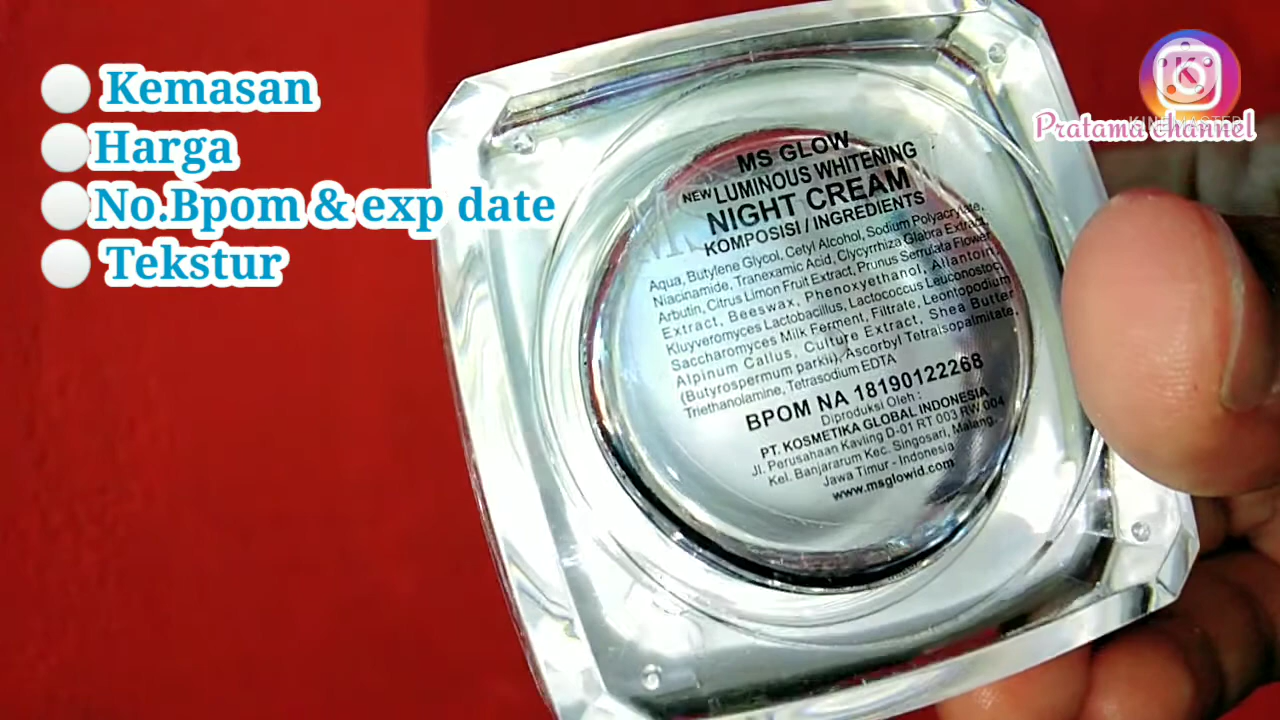 Kemasan
Harga
No.Bpom & exp date
Tekstur
Pratama channel
MS GLOW
NEW LUMINOUS WHITENING
NIGHT CREAM
KOMPOSISI / INGREDIENTS
Aqua, Butylene Glycol, Cetyl Alcohol, Sodium Polyacrylate,
Niacinamide, Tranexamic Acid, Clycyrrhiza Glabra Extract,
Arbutin, Citrus Limon Fruit Extract, Prunus Serrulata Flower
Extract, Beeswax, Phenoxyethanol, Allantoin,
Kluyveromyces Lactobacillus, Lactococcus Leuconostoc,
Saccharomyces Milk Ferment, Filtrate, Leontopodium
Alpinum Callus, Culture Extract, Shea Butter
(Butyrospermum parkii), Ascorbyl Tetraisopalmitate,
Triethanolamine, Tetrasodium EDTA
BPOM NA 18190122268
Diproduksi Oleh :
PT. KOSMETIKA GLOBAL INDONESIA
Jl. Perusahaan Kavling D-01 RT 003 RW 004
Kel. Banjararum Kec. Singosari, Malang,
Jawa Timur - Indonesia
www.msglowid.com